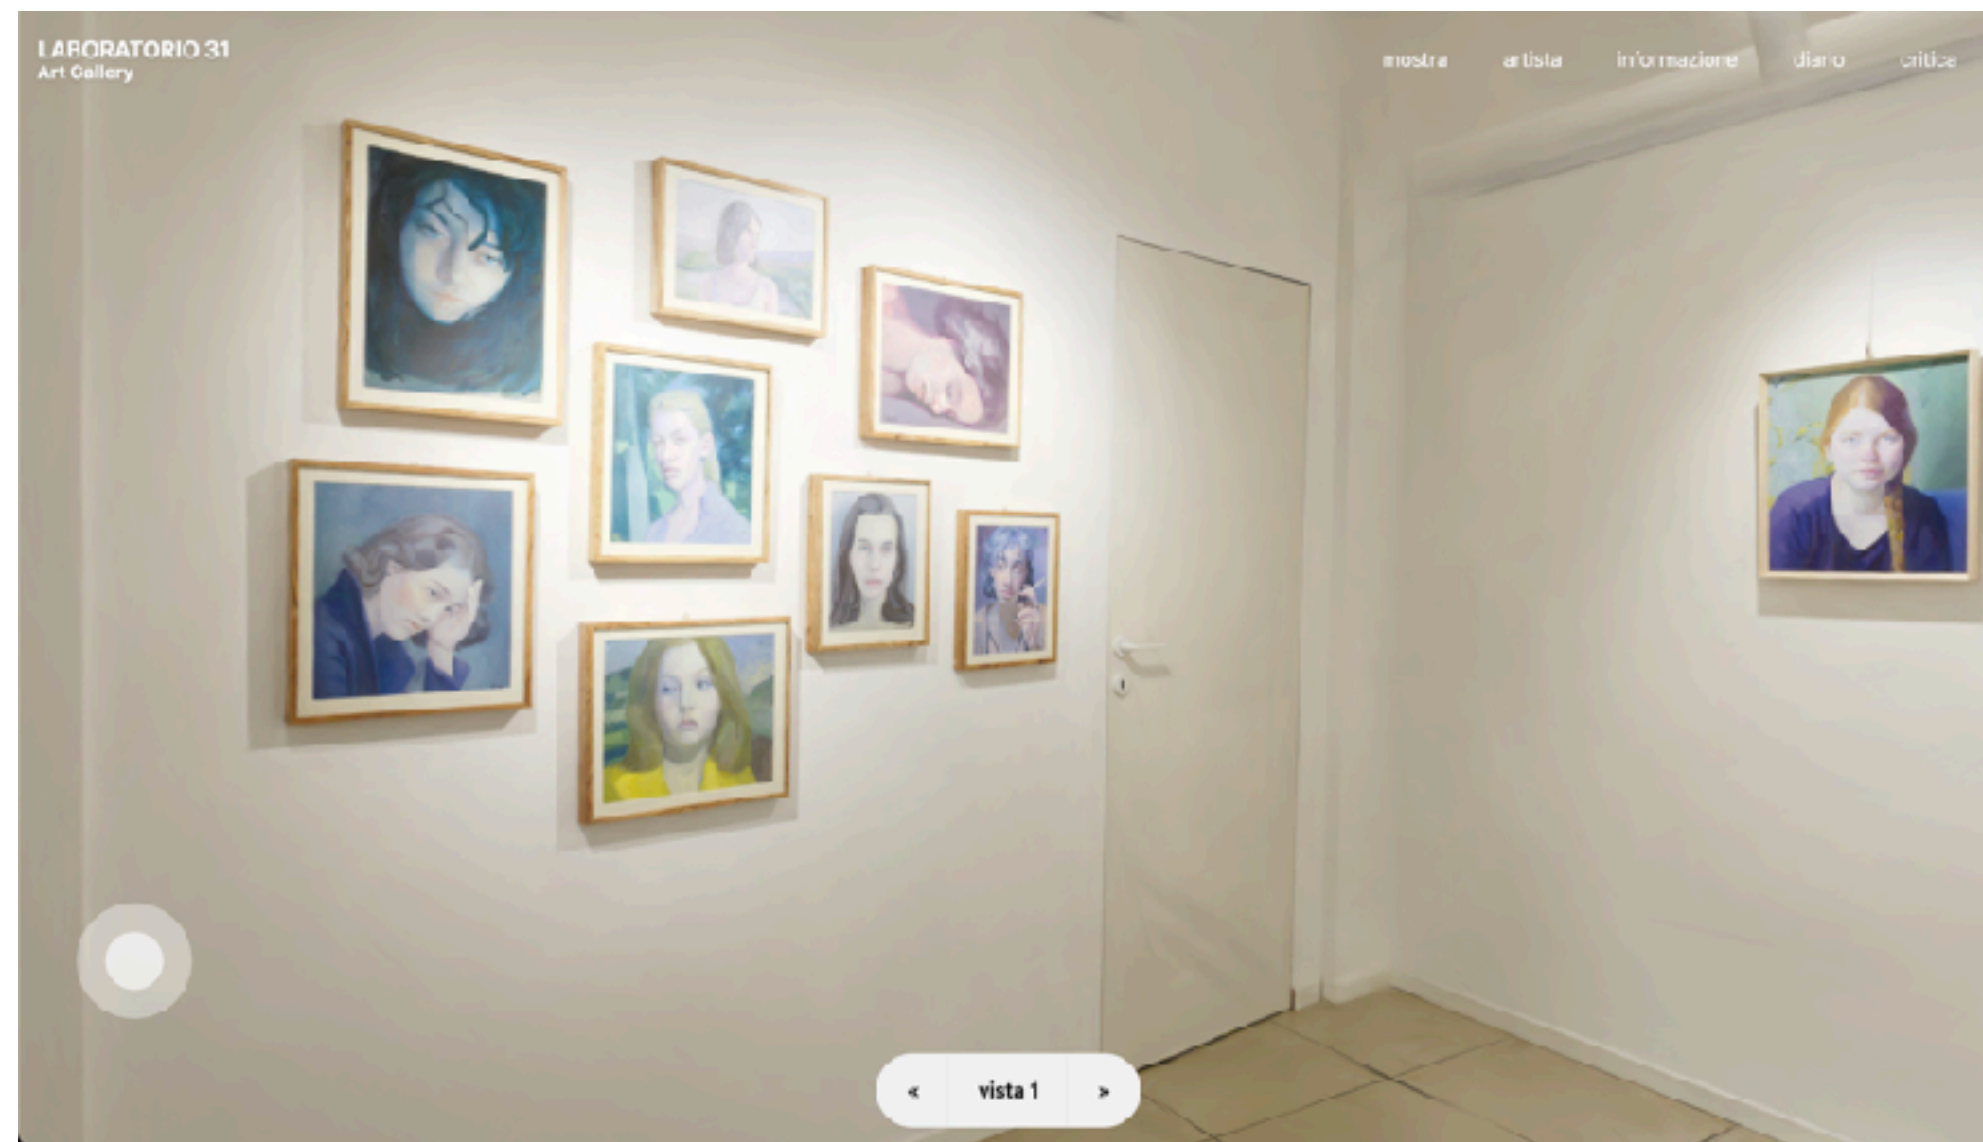 LABORATORIO 31
Art Gallery
mostra artista informazione diario critica
« vista 1 »